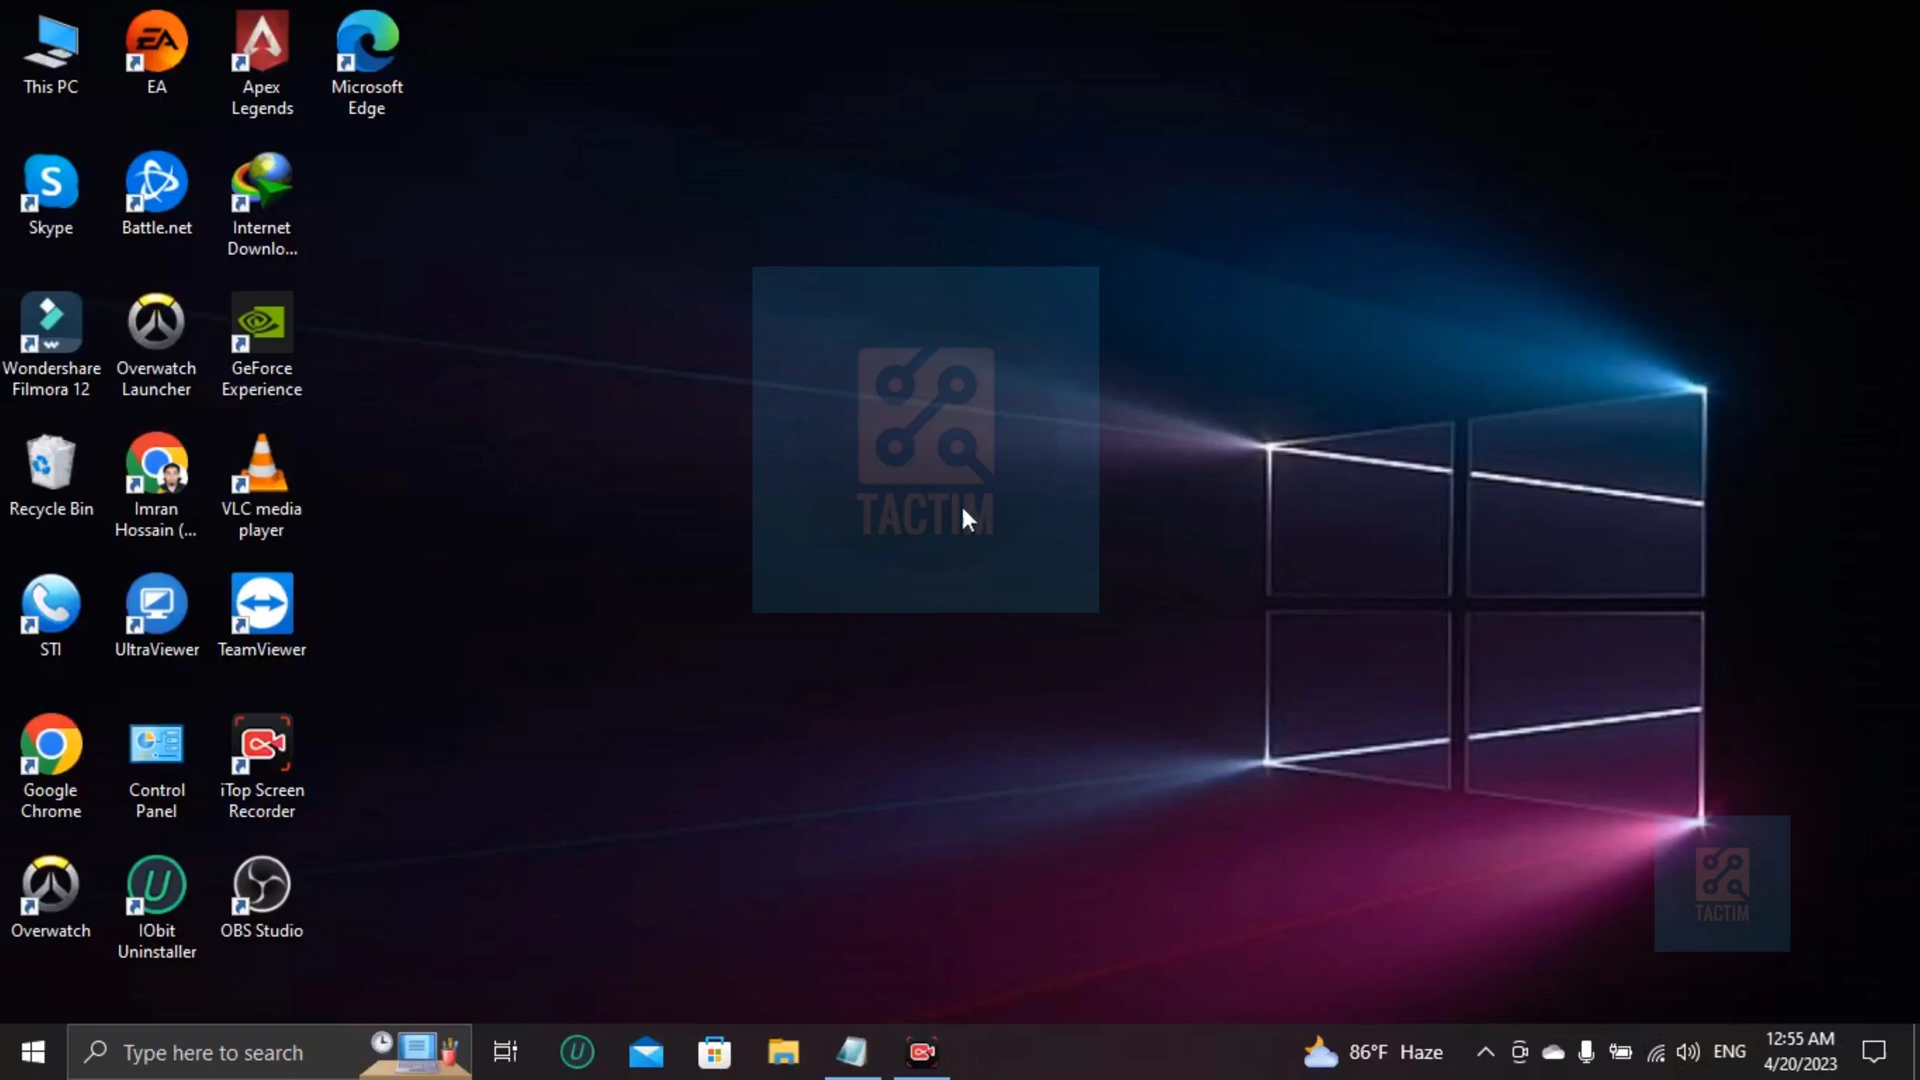 This PC
EA
Apex
Legends
Microsoft
Edge
Skype
Battle.net
Internet
Downlo...
Wondershare
Filmora 12
Overwatch
Launcher
GeForce
Experience
Recycle Bin
Imran
Hossain (...
VLC media
player
STI
UltraViewer
TeamViewer
Google
Chrome
Control
Panel
iTop Screen
Recorder
Overwatch
IObit
Uninstaller
OBS Studio
TACTIM
TACTIM
Type here to search
86°F Haze
ENG
12:55 AM
4/20/2023